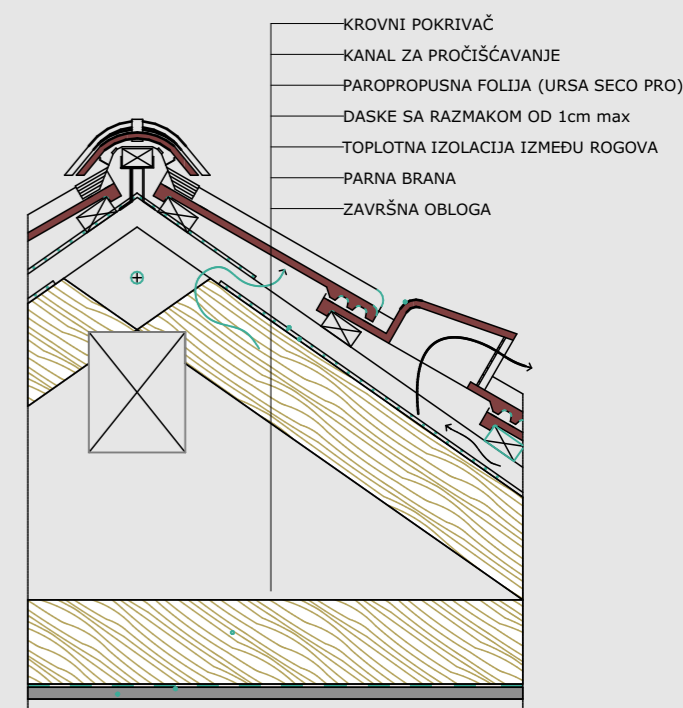 KROVNI POKRIVAČ
KANAL ZA PROČIŠĆAVANJE
PAROPROPUSNA FOLIJA (URSA SECO PRO)
DASKE SA RAZMAKOM OD 1cm max
TOPLOTNA IZOLACIJA IZMEĐU ROGOVA
PARNA BRANA
ZAVRŠNA OBLOGA